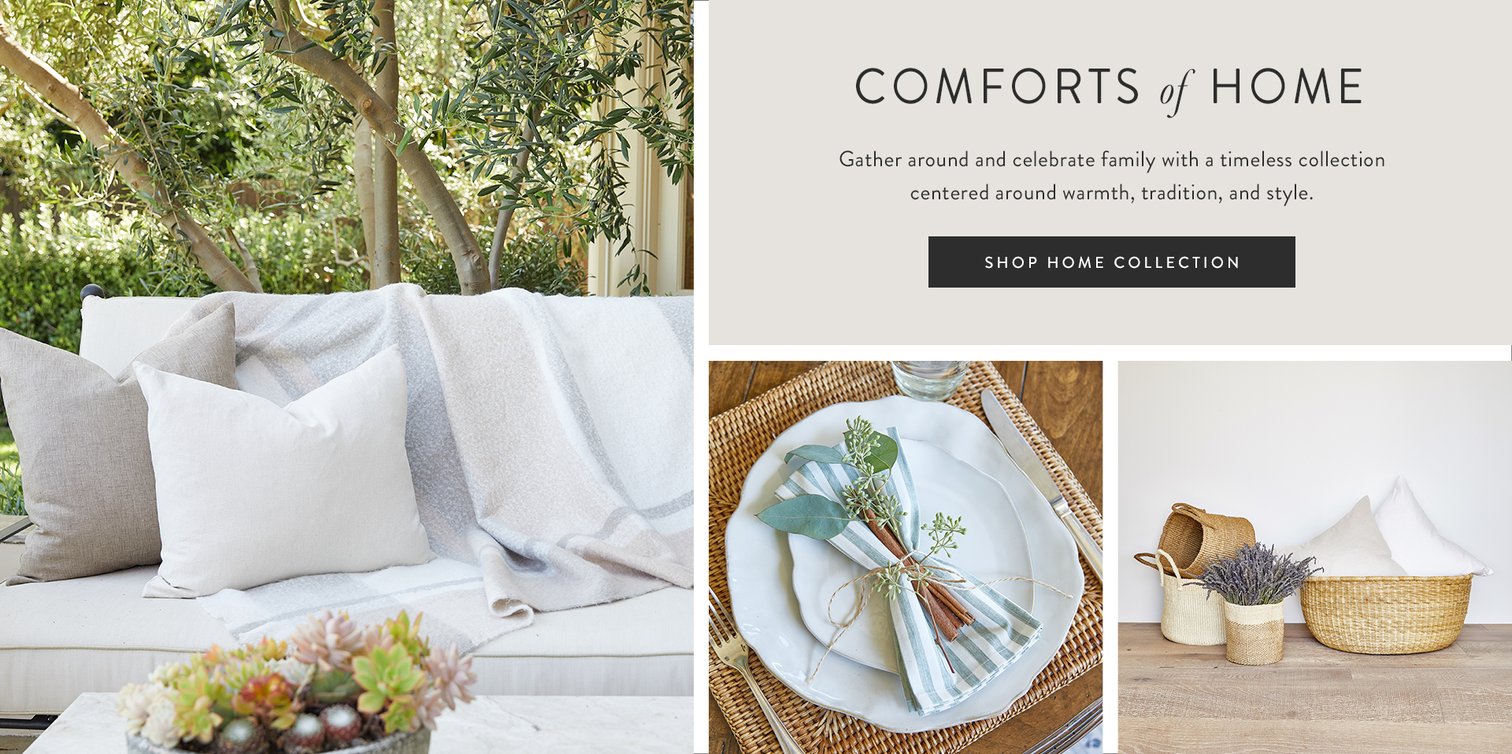 COMFORTS of HOME
Gather around and celebrate family with a timeless collection
centered around warmth, tradition, and style.
SHOP HOME COLLECTION